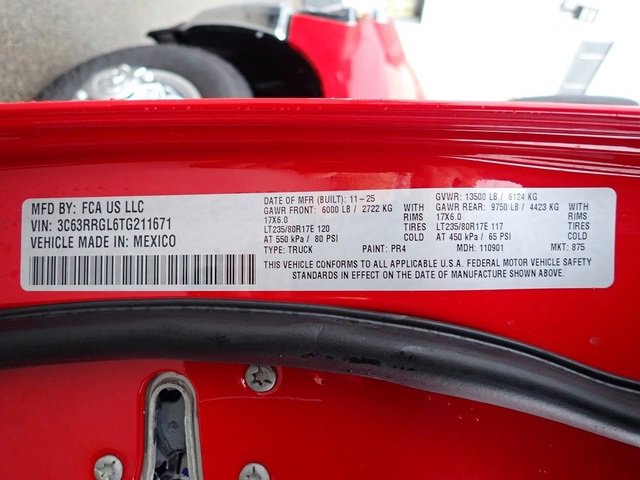 MFD BY: FCA US LLC
VIN: 3C63RRGL6TG211671
VEHICLE MADE IN: MEXICO
DATE OF MFR (BUILT): 11-25
GVWR: 13500 LB / 6124 KG
GAWR FRONT: 6000 LB / 2722 KG WITH
GAWR REAR: 9750 LB / 4423 KG WITH
17X6.0 RIMS
17X6.0 RIMS
LT235/80R17E 120 TIRES
LT235/80R17E 117 TIRES
AT 550 kPa / 80 PSI COLD
AT 450 kPa / 65 PSI COLD
TYPE: TRUCK PAINT: PR4 MDH: 110901 MKT: 875
THIS VEHICLE CONFORMS TO ALL APPLICABLE U.S.A. FEDERAL MOTOR VEHICLE SAFETY
STANDARDS IN EFFECT ON THE DATE OF MANUFACTURE SHOWN ABOVE.